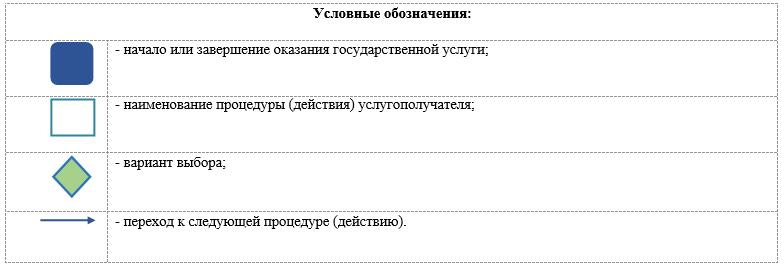 Условные обозначения:
- начало или завершение оказания государственной услуги;
- наименование процедуры (действия) услугополучателя;
- вариант выбора;
- переход к следующей процедуре (действию).